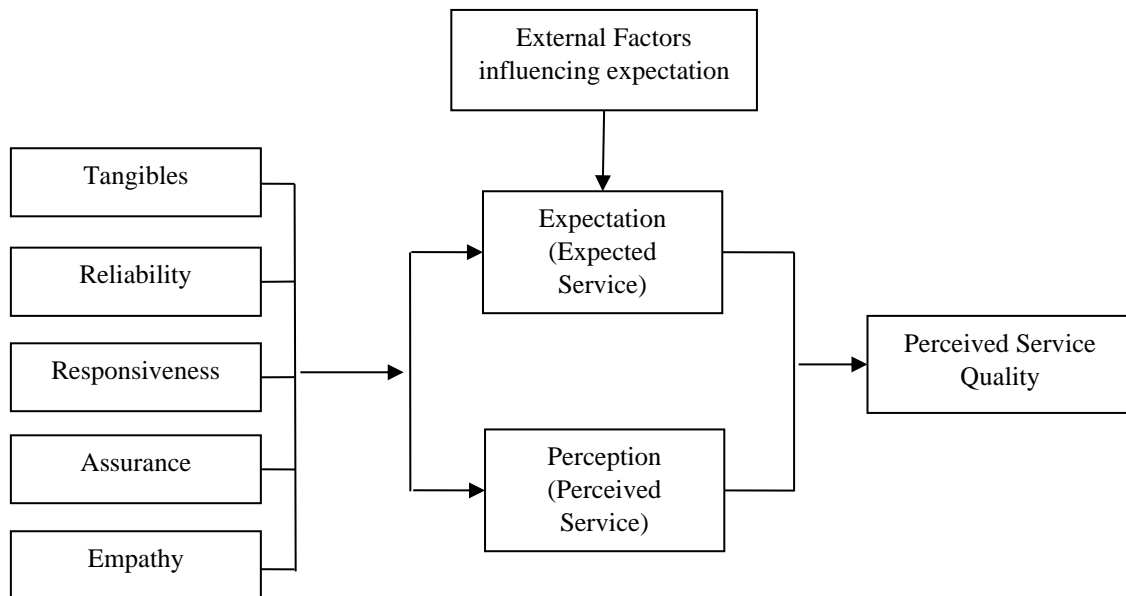 External Factors
influencing expectation
Tangibles
Reliability
Responsiveness
Assurance
Empathy
Expectation
(Expected
Service)
Perception
(Perceived
Service)
Perceived Service
Quality